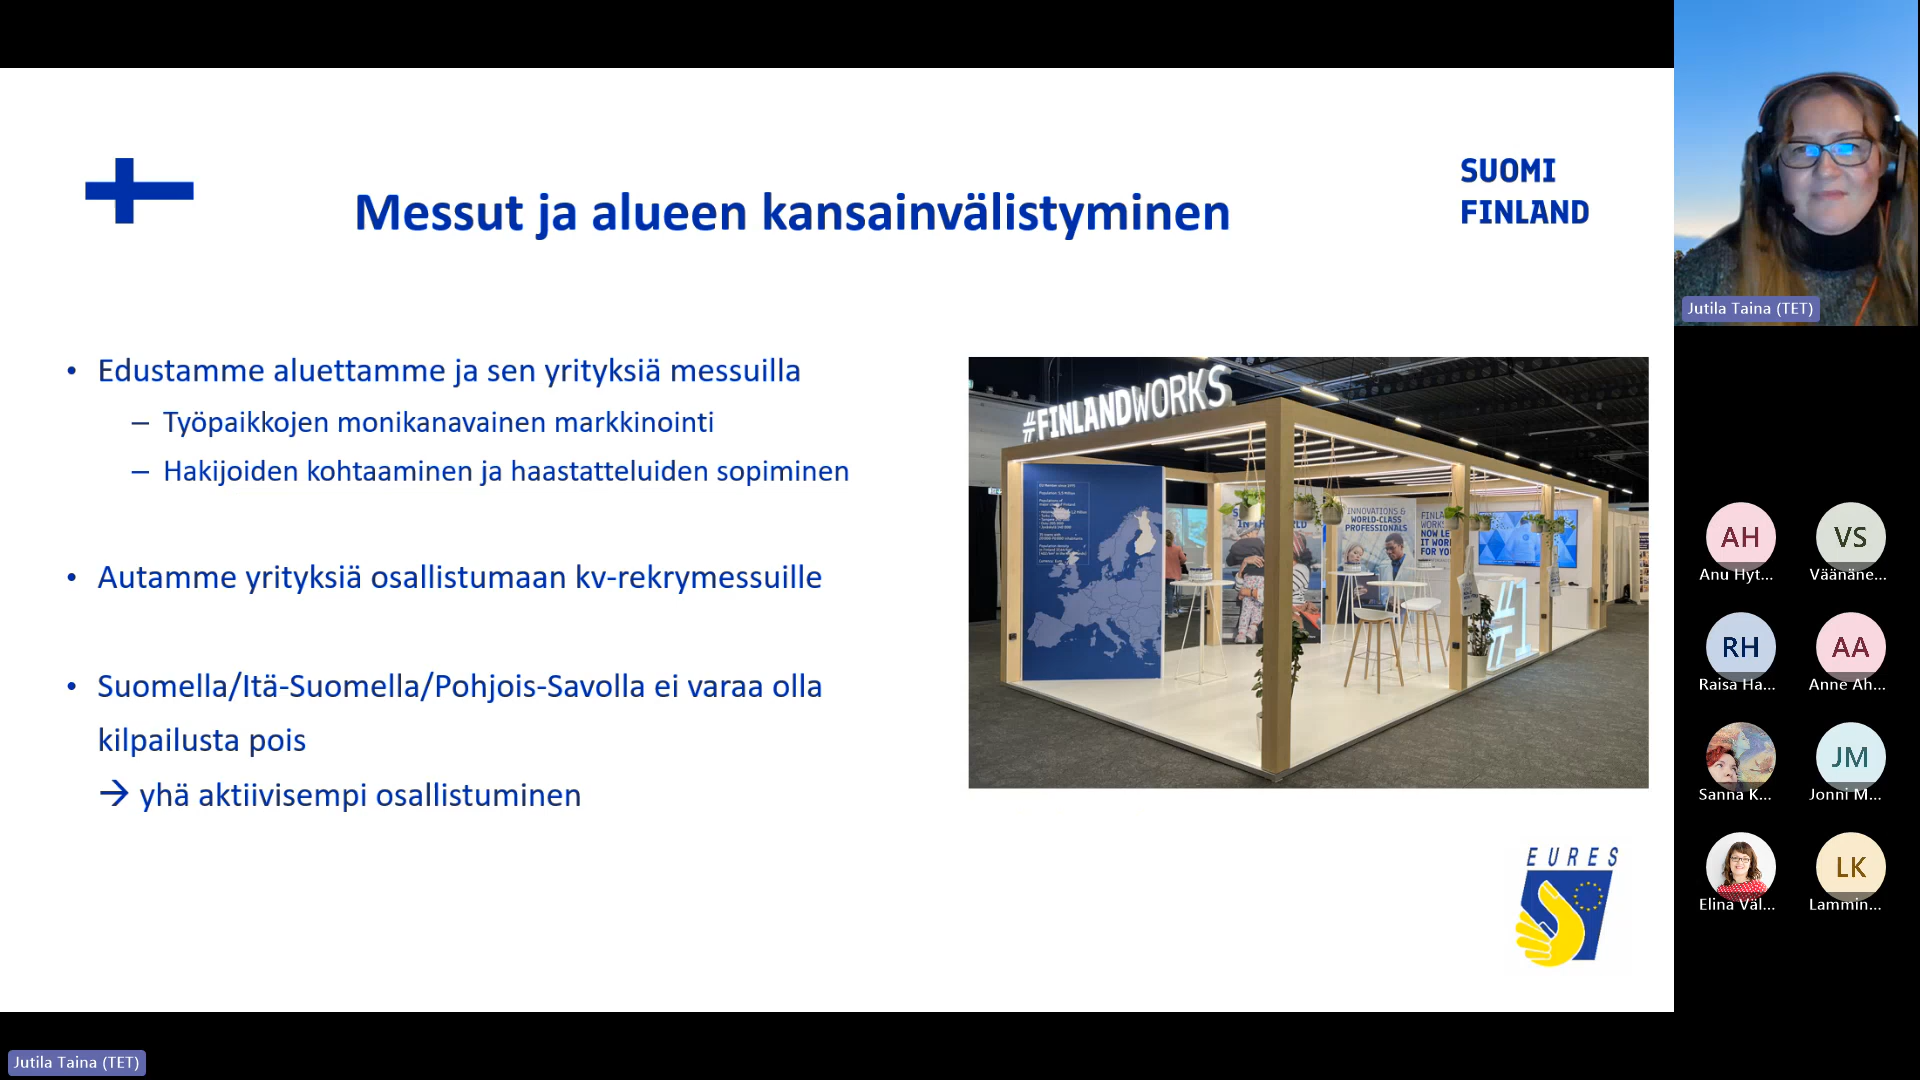 Messut ja alueen kansainvälistyminen
SUOMI
FINLAND
• Edustamme aluettamme ja sen yrityksiä messuilla
– Työpaikkojen monikanavainen markkinointi
– Hakijoiden kohtaaminen ja haastatteluiden sopiminen
• Autamme yrityksiä osallistumaan kv-rekrymessuille
• Suomella/Itä-Suomella/Pohjois-Savolla ei varaa olla
kilpailusta pois
→ yhä aktiivisempi osallistuminen
#FINLANDWORKS
INNOVATIONS &
WORLD-CLASS
PROFESSIONALS
#1
EURES
Jutila Taina (TET)
AH
Anu Hyt...
VS
Väänäne...
RH
Raisa Ha...
AA
Anne Ah...
Sanna K...
JM
Jonni M...
Elina Väl...
LK
Lammin...
Jutila Taina (TET)